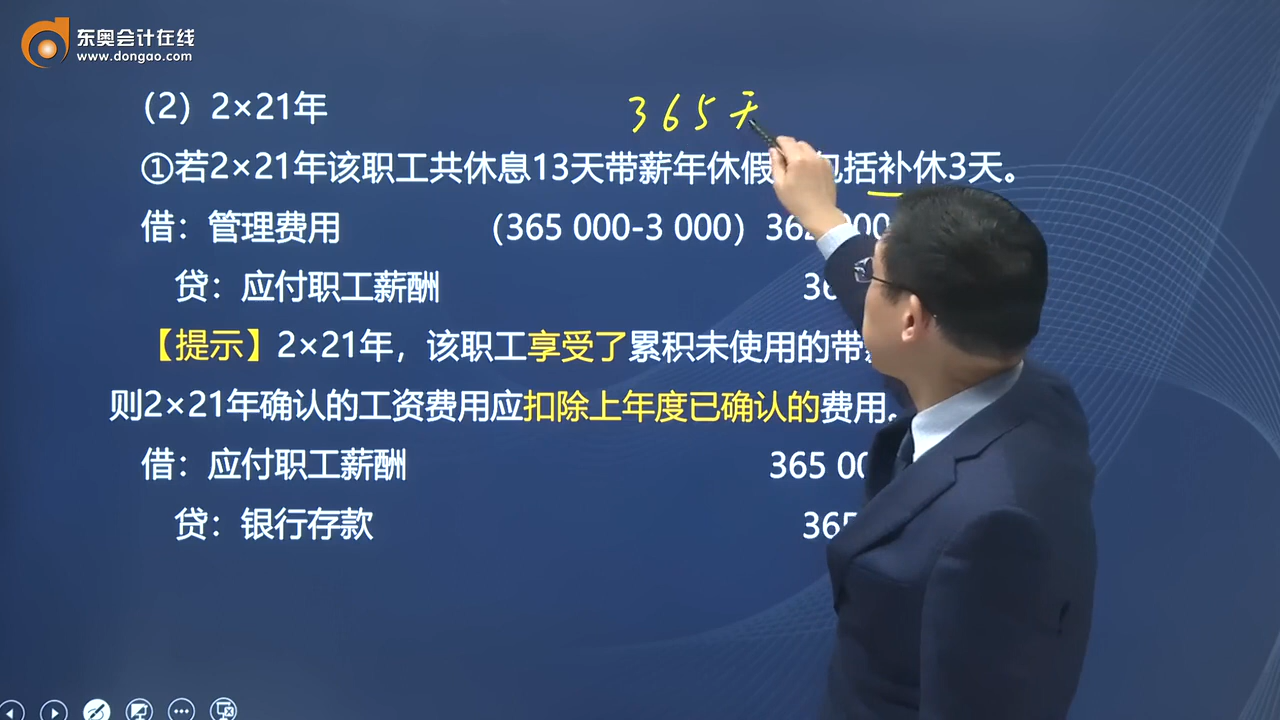 东奥会计在线
www.dongao.com
(2) 2×21年
365天
①若2×21年该职工共休息13天带薪年休假 包括补休3天。
借：管理费用 (365 000-3 000) 362 000
贷：应付职工薪酬 36
【提示】2×21年，该职工享受了累积未使用的带
则2×21年确认的工资费用应扣除上年度已确认的费用。
借：应付职工薪酬 365 00
贷：银行存款 365